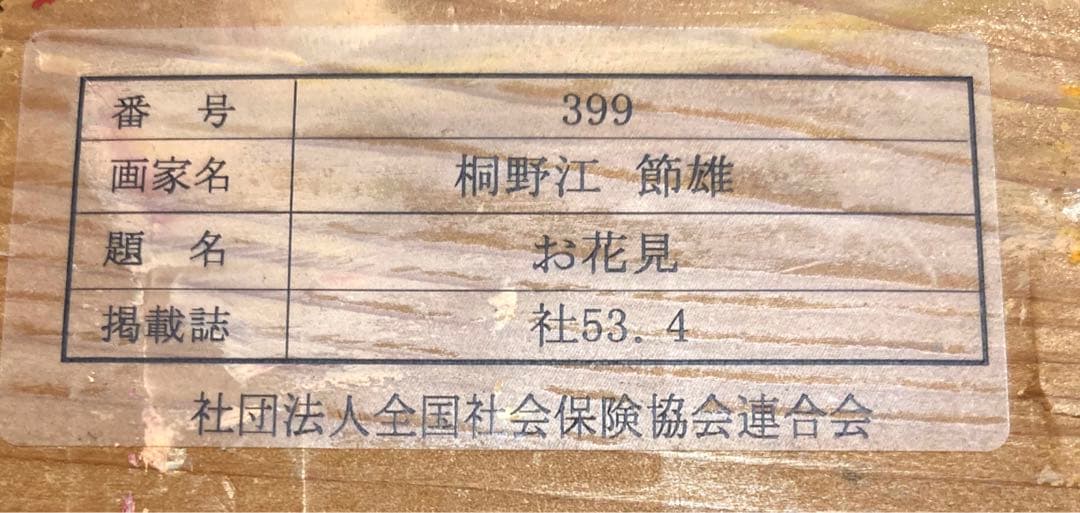 番 号 399
画家名 桐野江 節雄
題 名 お花見
掲載誌 社53. 4
社団法人全国社会保険協会連合会